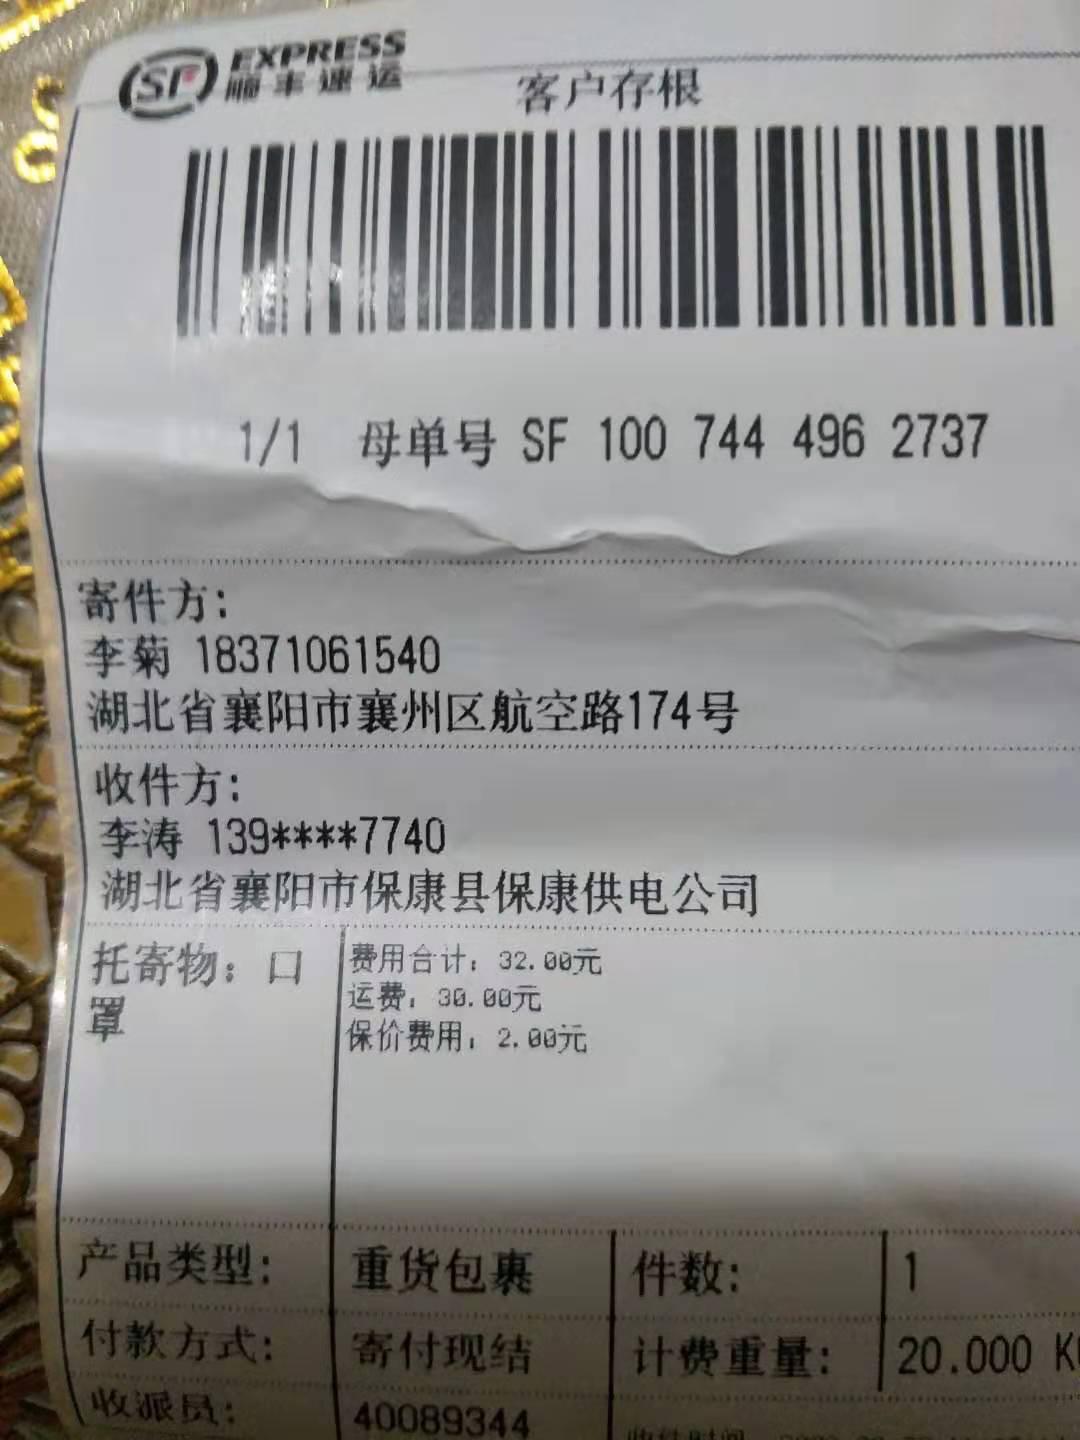 SF EXPRESS
顺丰速运
客户存根
1/1 母单号 SF 100 744 496 2737
寄件方:
李菊 18371061540
湖北省襄阳市襄州区航空路174号
收件方:
李涛 139****7740
湖北省襄阳市保康县保康供电公司
托寄物: 口
罩
费用合计: 32.00元
运费: 30.00元
保价费用: 2.00元
产品类型: 重货包裹 件数: 1
付款方式: 寄付现结 计费重量: 20.000 K
收派员: 40089344